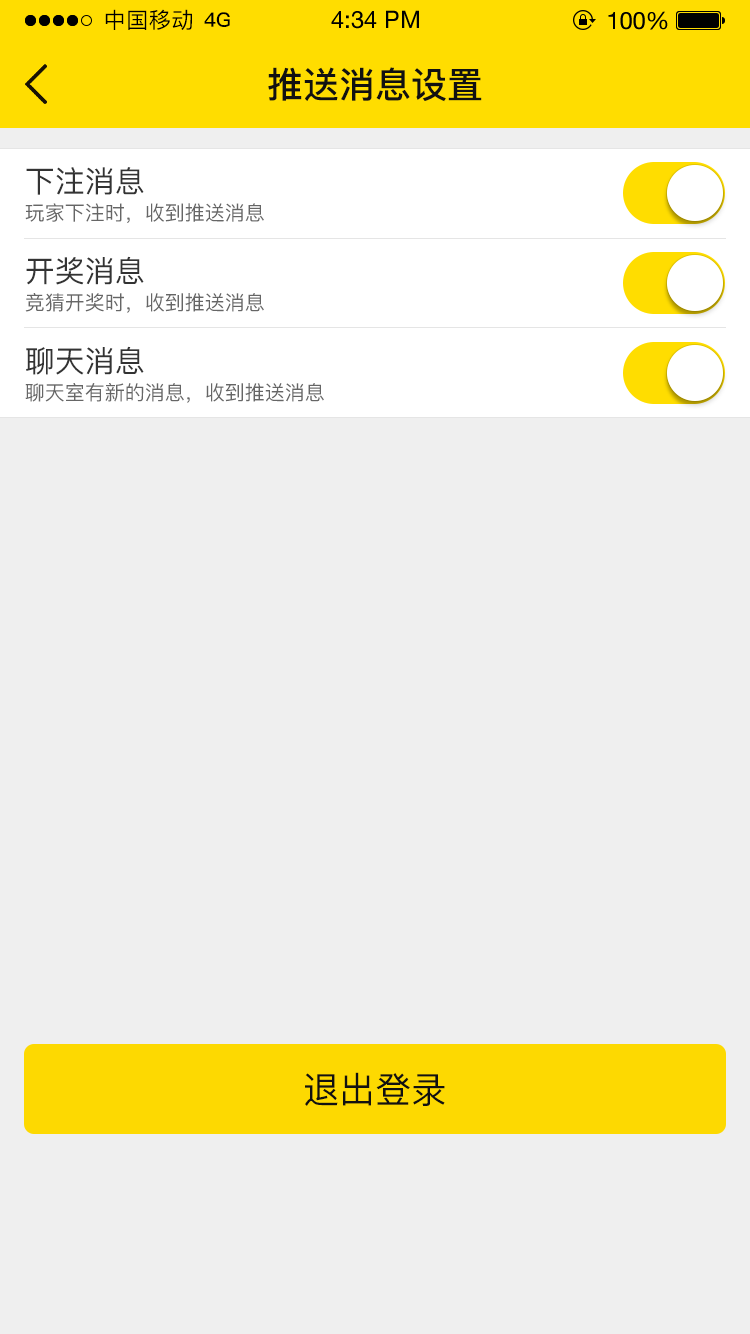 中国移动 4G 4:34 PM 100%
推送消息设置
下注消息
玩家下注时，收到推送消息
开奖消息
竞猜开奖时，收到推送消息
聊天消息
聊天室有新的消息，收到推送消息
退出登录